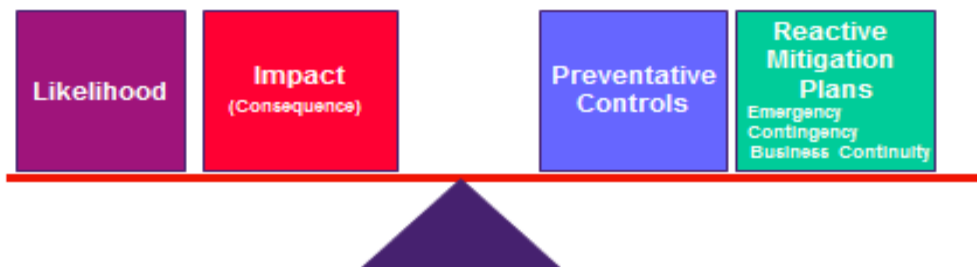 Likelihood
Impact
(Consequence)
Preventative
Controls
Reactive
Mitigation
Plans
Emergency
Contingency
Business Continuity